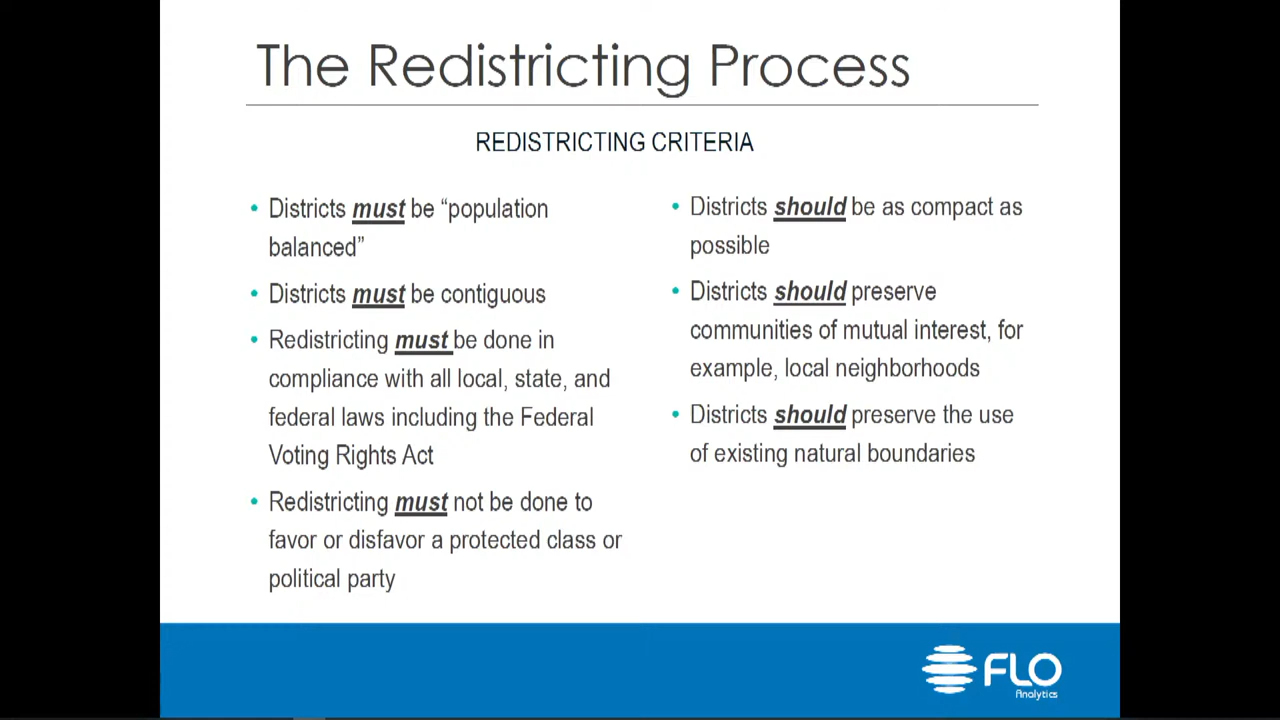 The Redistricting Process
REDISTRICTING CRITERIA
• Districts must be “population
balanced”
• Districts must be contiguous
• Redistricting must be done in
compliance with all local, state, and
federal laws including the Federal
Voting Rights Act
• Redistricting must not be done to
favor or disfavor a protected class or
political party
• Districts should be as compact as
possible
• Districts should preserve
communities of mutual interest, for
example, local neighborhoods
• Districts should preserve the use
of existing natural boundaries
FLO
Analytics